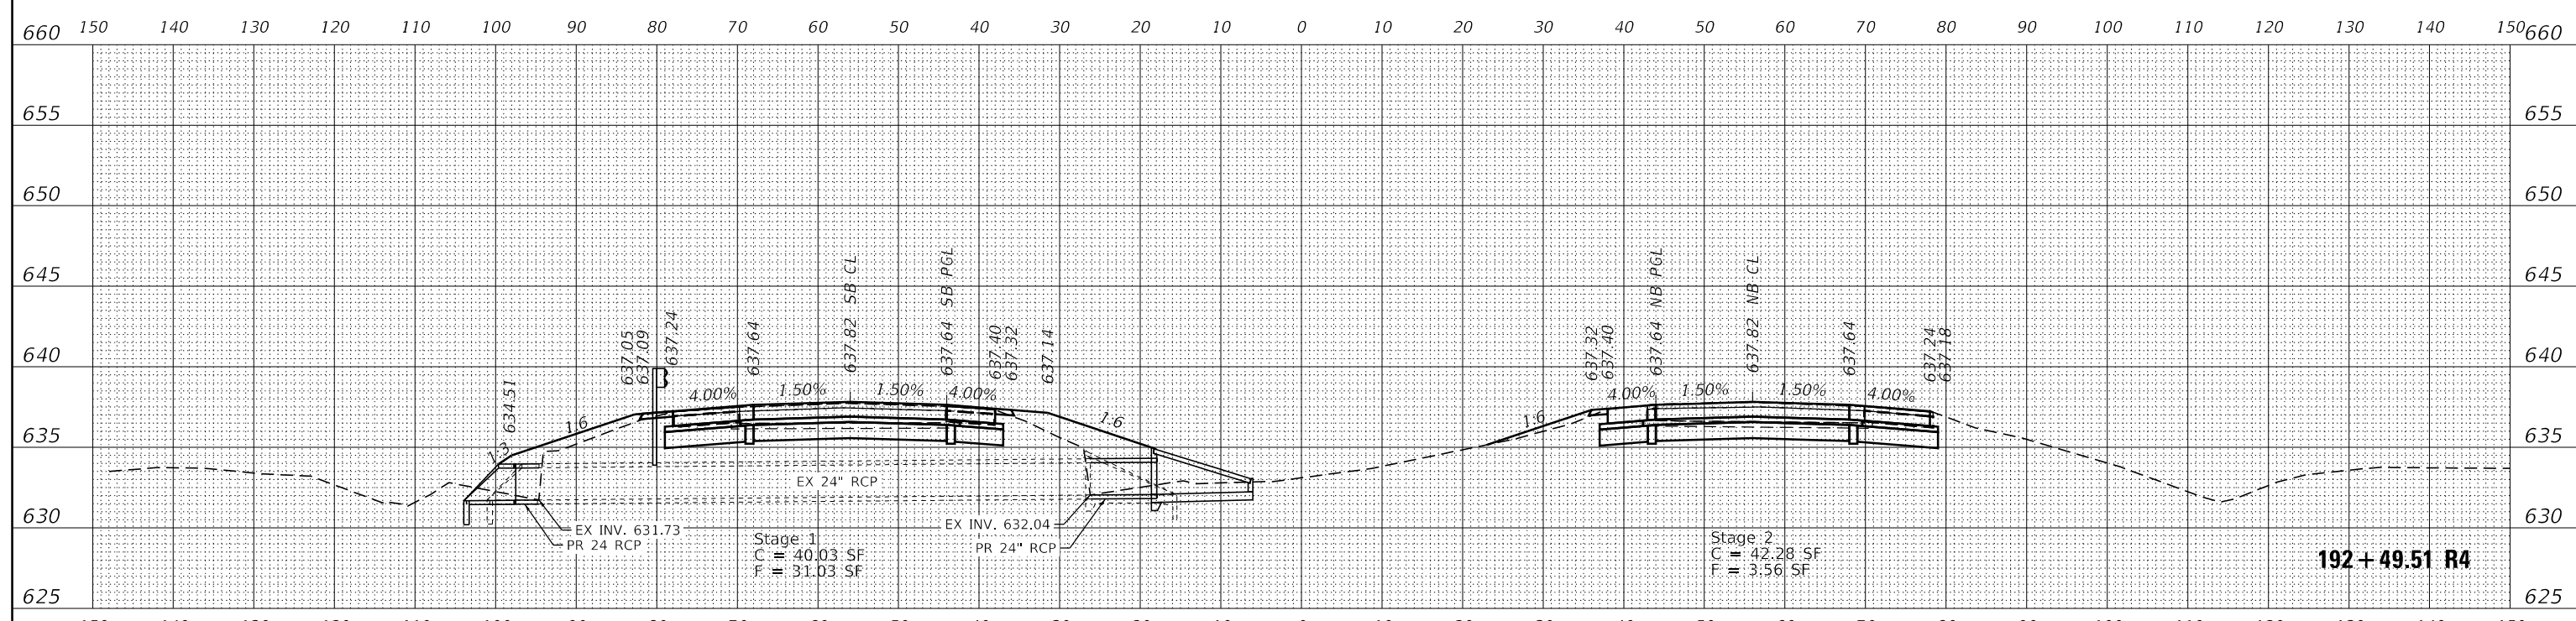 150 140 130 120 110 100 90 80 70 60 50 40 30 20 10 0 10 20 30 40 50 60 70 80 90 100 110 120 130 140 150
660 660
655 655
650 650
645 645
640 640
635 635
630 630
625 625
634.51
637.05
637.09
637.24
637.64
637.82 SB CL
637.64 SB PGL
637.40
637.32
637.14
637.32
637.40
637.64 NB PGL
637.82 NB CL
637.64
637.24
637.18
1:3
1:6
4.00%
1.50%
1.50%
4.00%
1:6
1:6
4.00%
1.50%
1.50%
4.00%
EX 24" RCP
EX INV. 631.73
PR 24 RCP
EX INV. 632.04
PR 24" RCP
Stage 1
C = 40.03 SF
F = 31.03 SF
Stage 2
C = 42.28 SF
F = 3.56 SF
192+49.51 R4